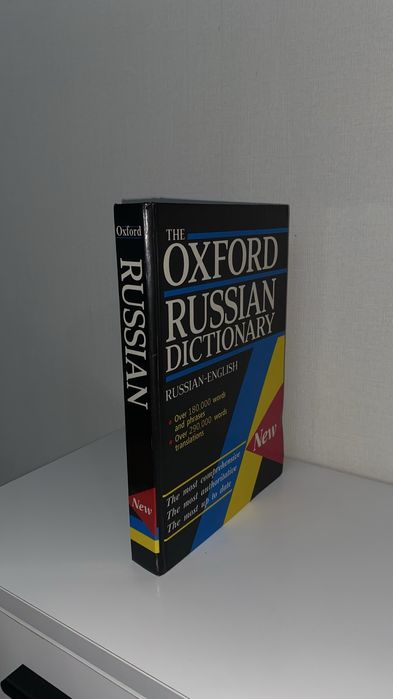 Oxford
RUSSIAN
New
THE
OXFORD
RUSSIAN
DICTIONARY
RUSSIAN-ENGLISH
Over 180,000 words
and phrases
Over 290,000 words
translations
New
The most comprehensive
The most authoritative
The most up to date